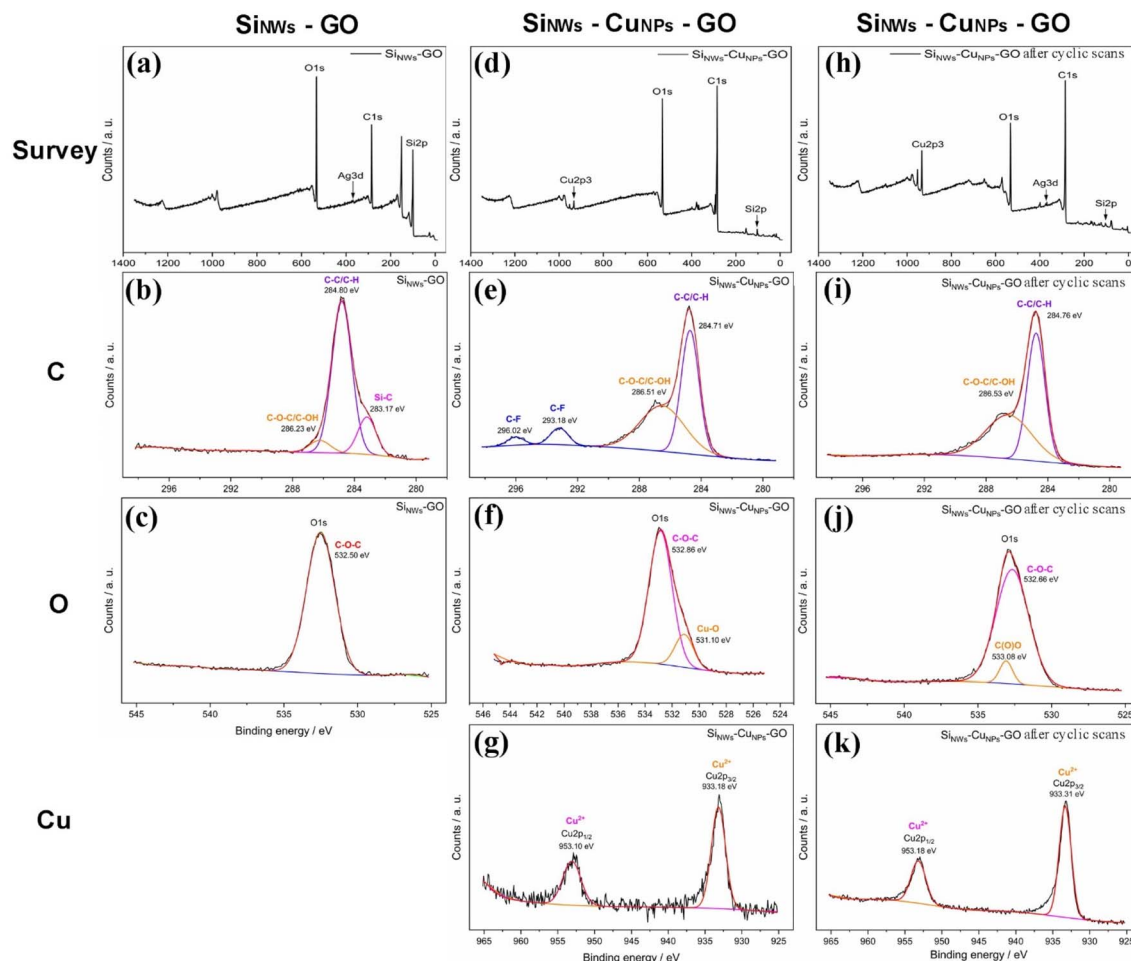 SiNWs - GO
SiNWs - CuNPs - GO
SiNWs - CuNPs - GO
Survey
(a)
SiNWs-GO
O1s
C1s
Si2p
Ag3d
Counts / a. u.
1400 1200 1000 800 600 400 200 0
(d)
SiNWs-CuNPs-GO
C1s
O1s
Cu2p3
Si2p
Counts / a. u.
1400 1200 1000 800 600 400 200 0
(h)
SiNWs-CuNPs-GO after cyclic scans
C1s
O1s
Cu2p3
Ag3d
Si2p
Counts / a. u.
1400 1200 1000 800 600 400 200 0
C
(b)
SiNWs-GO
C-C/C-H
284.80 eV
Si-C
283.17 eV
C-O-C/C-OH
286.23 eV
Counts / a. u.
296 292 288 284 280
(e)
SiNWs-CuNPs-GO
C-C/C-H
284.71 eV
C-O-C/C-OH
286.51 eV
C-F
293.18 eV
C-F
296.02 eV
Counts / a. u.
296 292 288 284 280
(i)
SiNWs-CuNPs-GO after cyclic scans
C-C/C-H
284.76 eV
C-O-C/C-OH
286.53 eV
Counts / a. u.
296 292 288 284 280
O
(c)
SiNWs-GO
O1s
C-O-C
532.50 eV
Counts / a. u.
545 540 535 530 525
Binding energy / eV
(f)
SiNWs-CuNPs-GO
O1s
C-O-C
532.86 eV
Cu-O
531.10 eV
Counts / a. u.
546 544 542 540 538 536 534 532 530 528 526 524
(j)
SiNWs-CuNPs-GO after cyclic scans
O1s
C-O-C
532.66 eV
C(O)O
533.08 eV
Counts / a. u.
545 540 535 530 525
Cu
(g)
SiNWs-CuNPs-GO
Cu2+
Cu2p3/2
933.18 eV
Cu2+
Cu2p1/2
953.10 eV
Counts / a. u.
965 960 955 950 945 940 935 930 925
Binding energy / eV
(k)
SiNWs-CuNPs-GO after cyclic scans
Cu2+
Cu2p3/2
933.31 eV
Cu2+
Cu2p1/2
953.18 eV
Counts / a. u.
965 960 955 950 945 940 935 930 925
Binding energy / eV